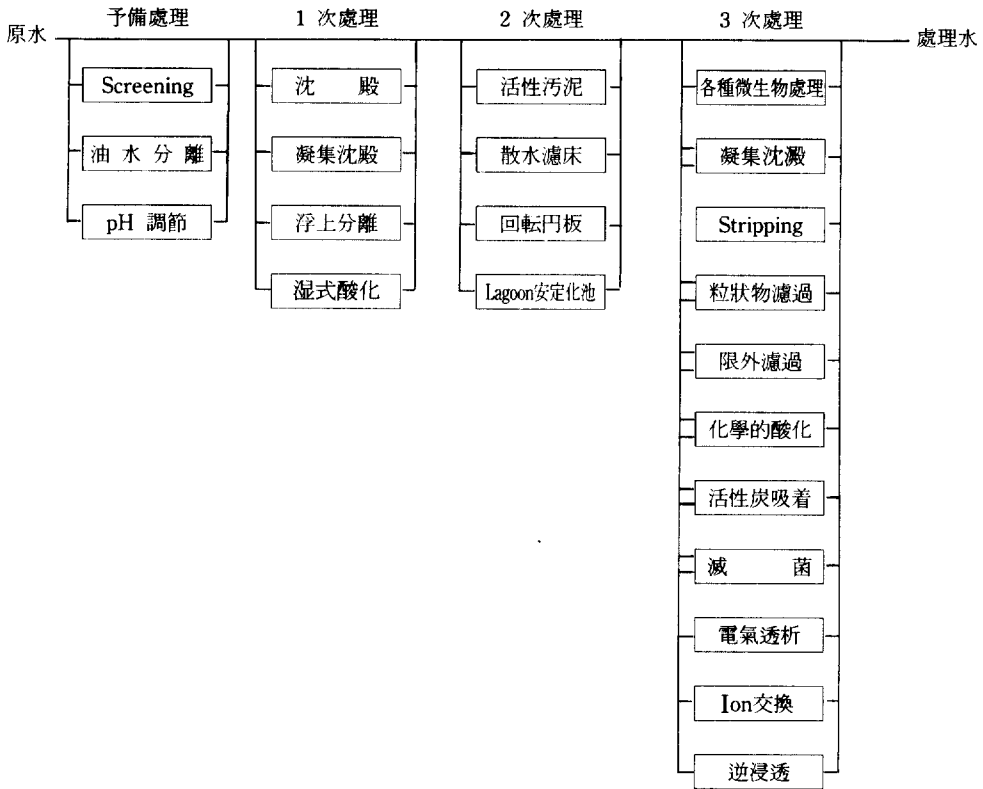 予備處理
1 次處理
2 次處理
3 次處理
原水
處理水
Screening
油水分離
pH 調節
沈殿
凝集沈殿
浮上分離
湿式酸化
活性汚泥
散水濾床
回転円板
Lagoon安定化池
各種微生物處理
凝集沈澱
Stripping
粒狀物濾過
限外濾過
化學的酸化
活性炭吸着
滅菌
電氣透析
Ion交換
逆浸透